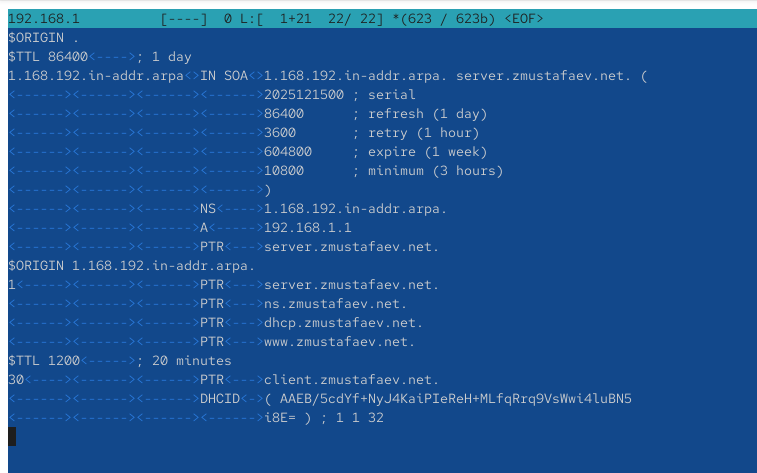 192.168.1 [----] 0 L:[ 1+21 22/ 22] *(623 / 623b) <EOF>
$ORIGIN .
$TTL 86400<---->; 1 day
1.168.192.in-addr.arpa<>IN SOA<>1.168.192.in-addr.arpa. server.zmustafaev.net. (
<------><------><------><------>2025121500 ; serial
<------><------><------><------>86400      ; refresh (1 day)
<------><------><------><------>3600       ; retry (1 hour)
<------><------><------><------>604800     ; expire (1 week)
<------><------><------><------>10800      ; minimum (3 hours)
<------><------><------><------>)
<------><------><------>NS<---->1.168.192.in-addr.arpa.
<------><------><------>A<----->192.168.1.1
<------><------><------>PTR<--->server.zmustafaev.net.
$ORIGIN 1.168.192.in-addr.arpa.
1<-----><------><------>PTR<--->server.zmustafaev.net.
<------><------><------>PTR<--->ns.zmustafaev.net.
<------><------><------>PTR<--->dhcp.zmustafaev.net.
<------><------><------>PTR<--->www.zmustafaev.net.
$TTL 1200<----->; 20 minutes
30<----><------><------>PTR<--->client.zmustafaev.net.
<------><------><------>DHCID<->( AAEB/5cdYf+NyJ4KaiPIeReH+MLfqRrq9VsWwi4luBN5
<------><------><------><------>i8E= ) ; 1 1 32